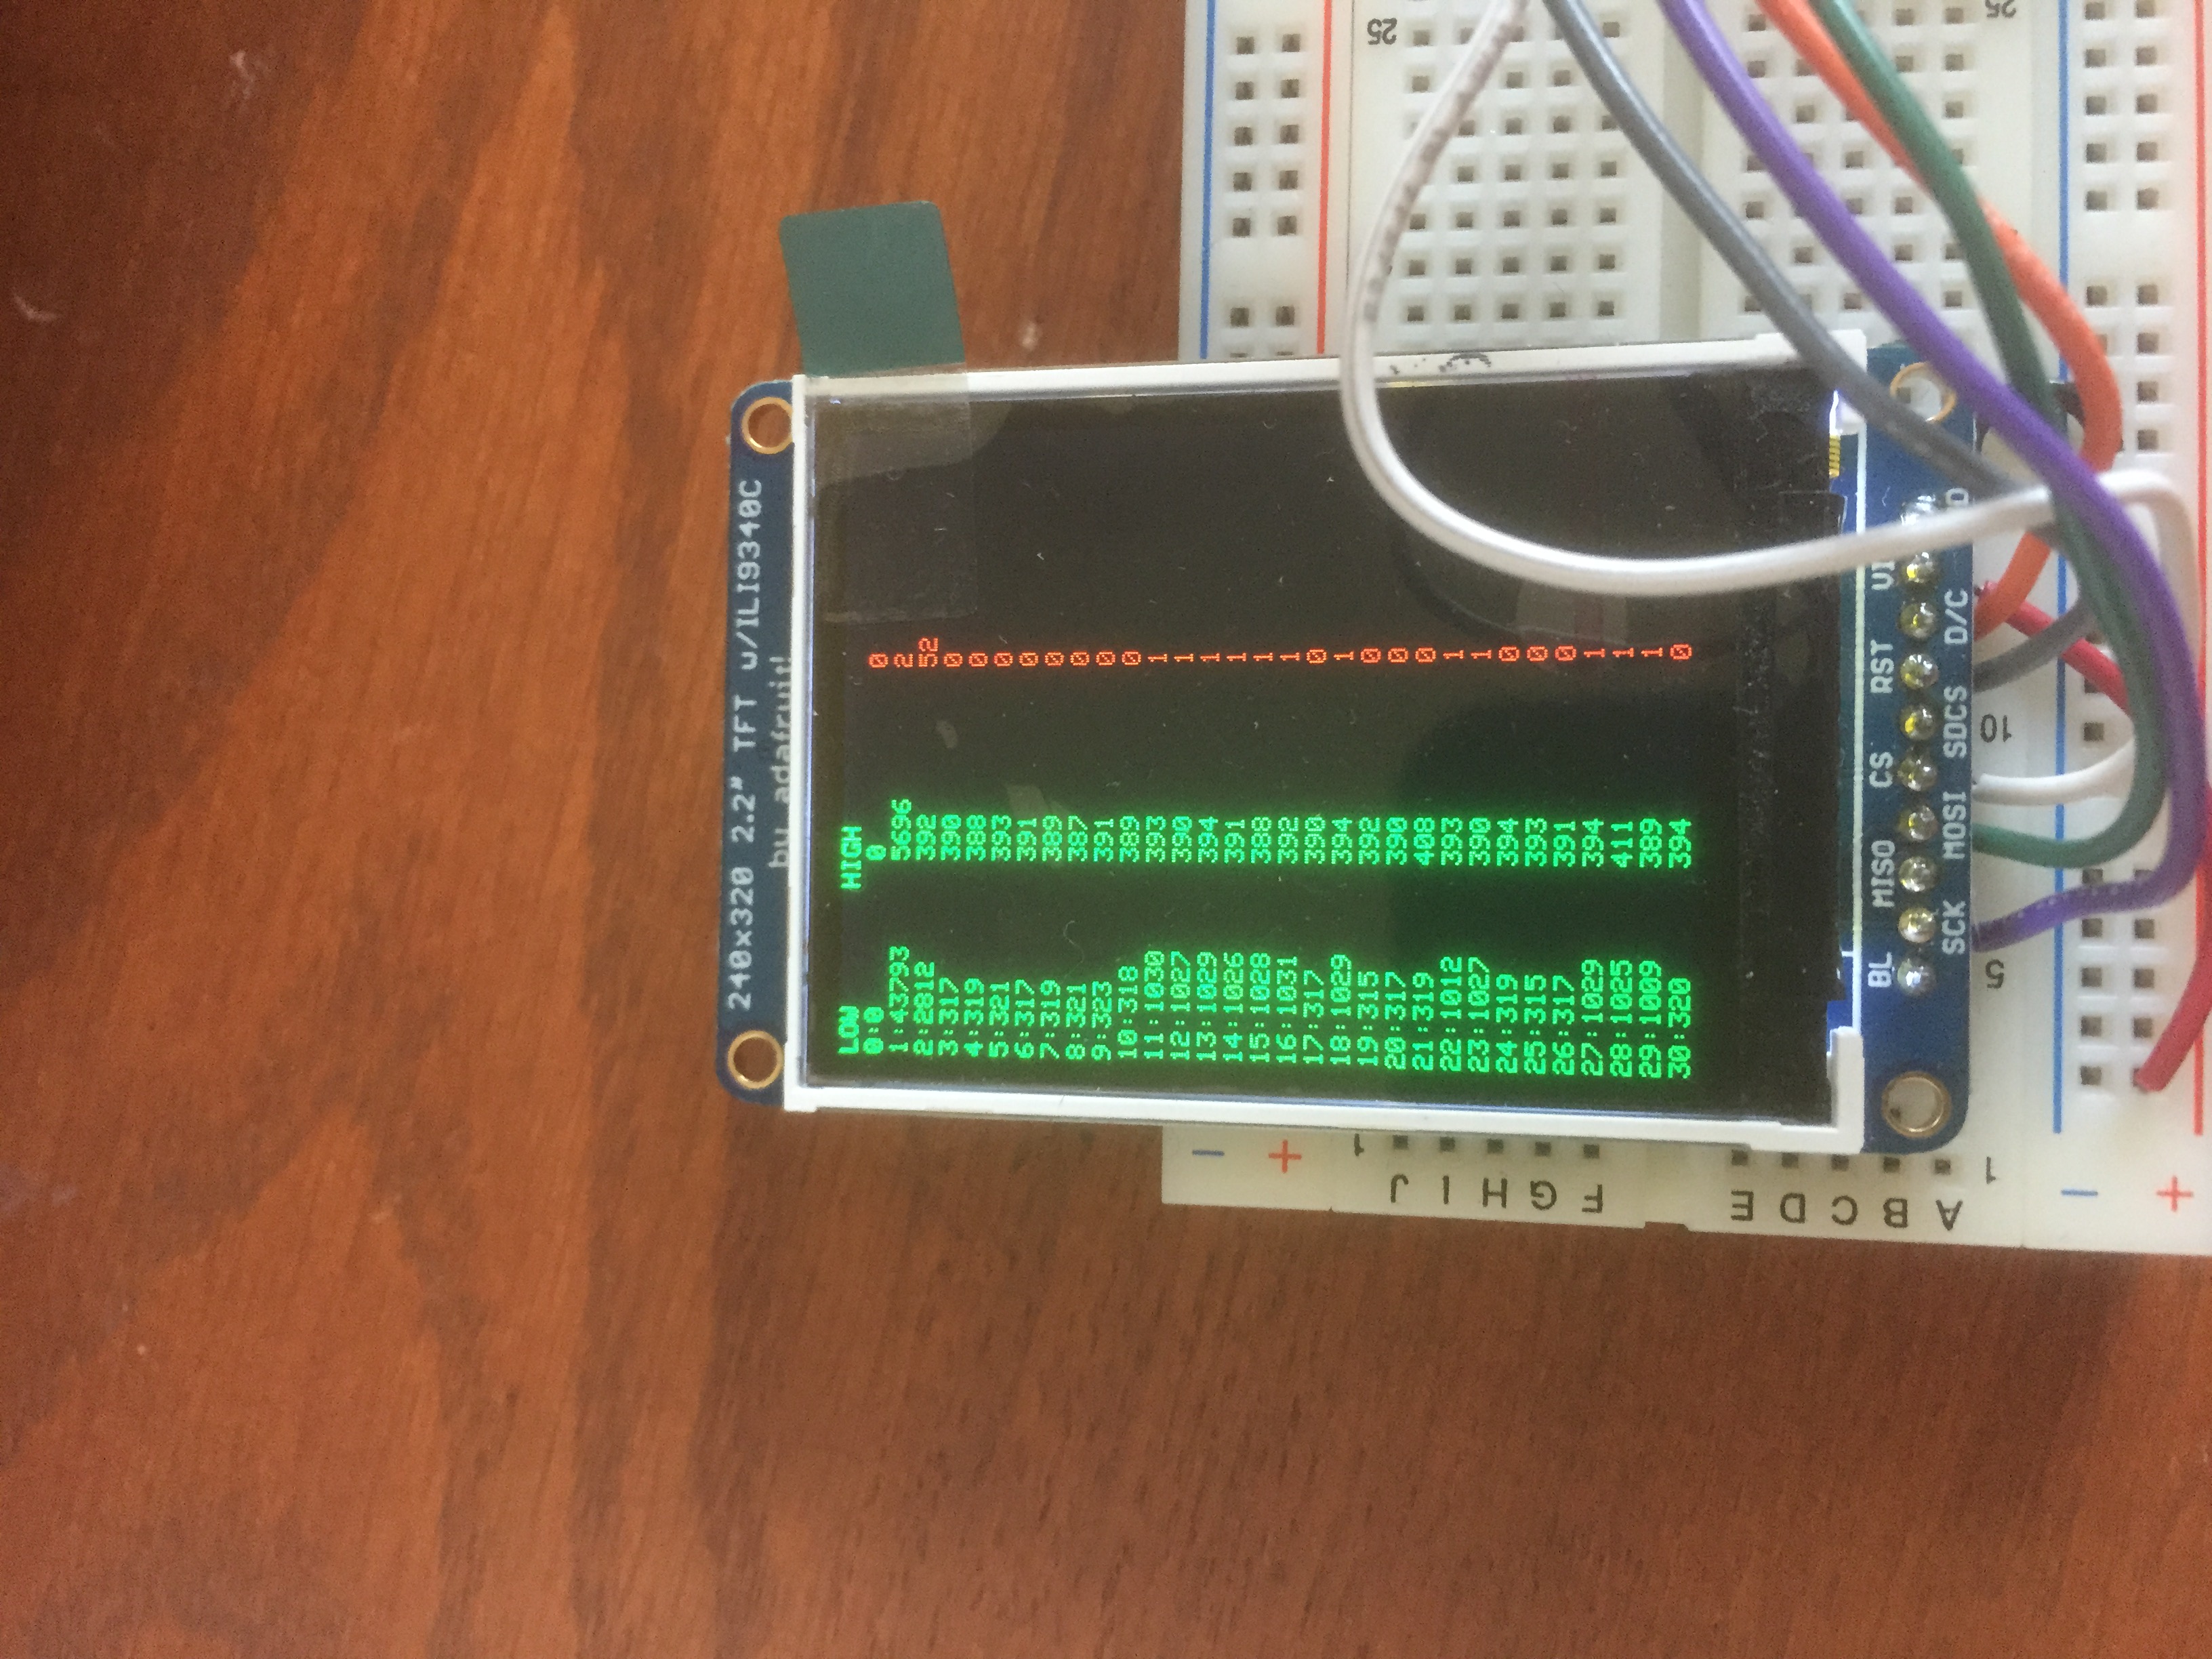 240x320 2.2" TFT w/ILI9340C
by adafruit!
LOW HIGH
0:0 0 0
1:43793 5696 2
2:2812 392 52
3:317 390 0
4:319 388 0
5:321 393 0
6:317 391 0
7:319 389 0
8:321 387 0
9:323 391 0
10:318 389 0
11:1030 393 1
12:1027 390 1
13:1029 394 1
14:1026 391 1
15:1028 388 1
16:1031 392 1
17:317 390 0
18:1029 394 1
19:315 392 0
20:317 390 0
21:319 408 0
22:1012 393 1
23:1027 390 1
24:319 394 0
25:315 393 0
26:317 391 0
27:1029 394 1
28:1025 411 1
29:1009 389 1
30:320 394 0
BL MISO CS RST
SCK MOSI SDCS D/C
1 25
J
I
H
G
F
E
D
C
B
A
1 5 10 25
- +
- +